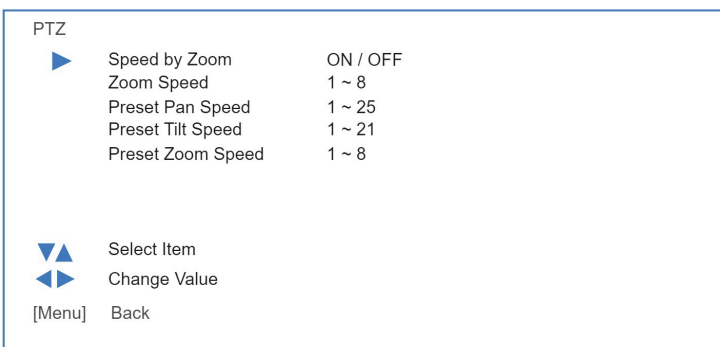 PTZ
Speed by Zoom ON / OFF
Zoom Speed 1 ~ 8
Preset Pan Speed 1 ~ 25
Preset Tilt Speed 1 ~ 21
Preset Zoom Speed 1 ~ 8
Select Item
Change Value
[Menu] Back